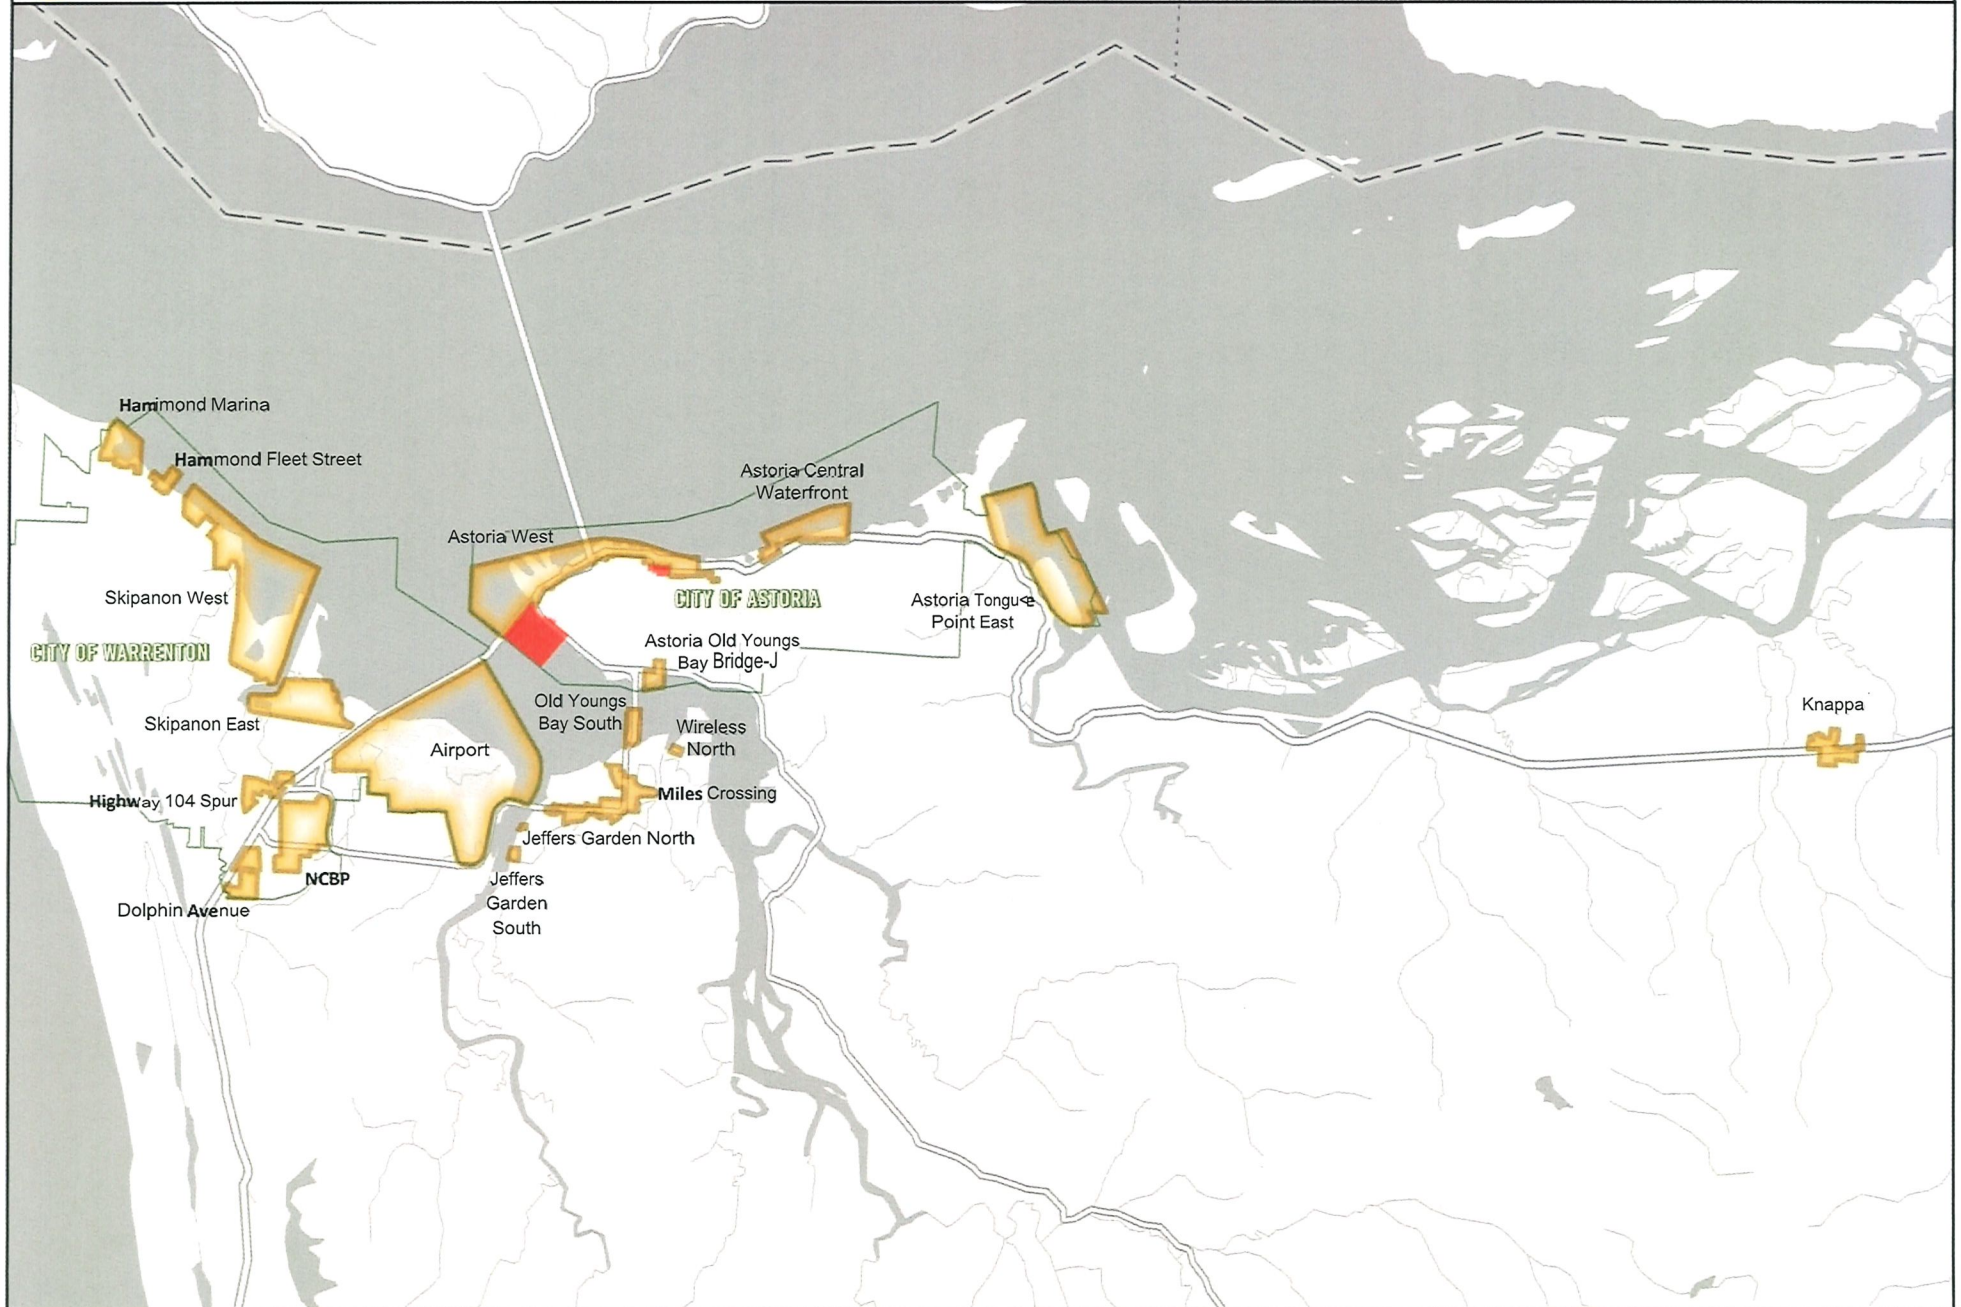 Hammond Marina
Hammond Fleet Street
Astoria Central
Waterfront
Astoria West
Skipanon West
CITY OF ASTORIA
Astoria Tongue
Point East
CITY OF WARRENTON
Astoria Old Youngs
Bay Bridge-J
Old Youngs
Bay South
Skipanon East
Wireless
North
Knappa
Airport
Highway 104 Spur
Miles Crossing
Jeffers Garden North
NCBP
Jeffers
Garden
South
Dolphin Avenue